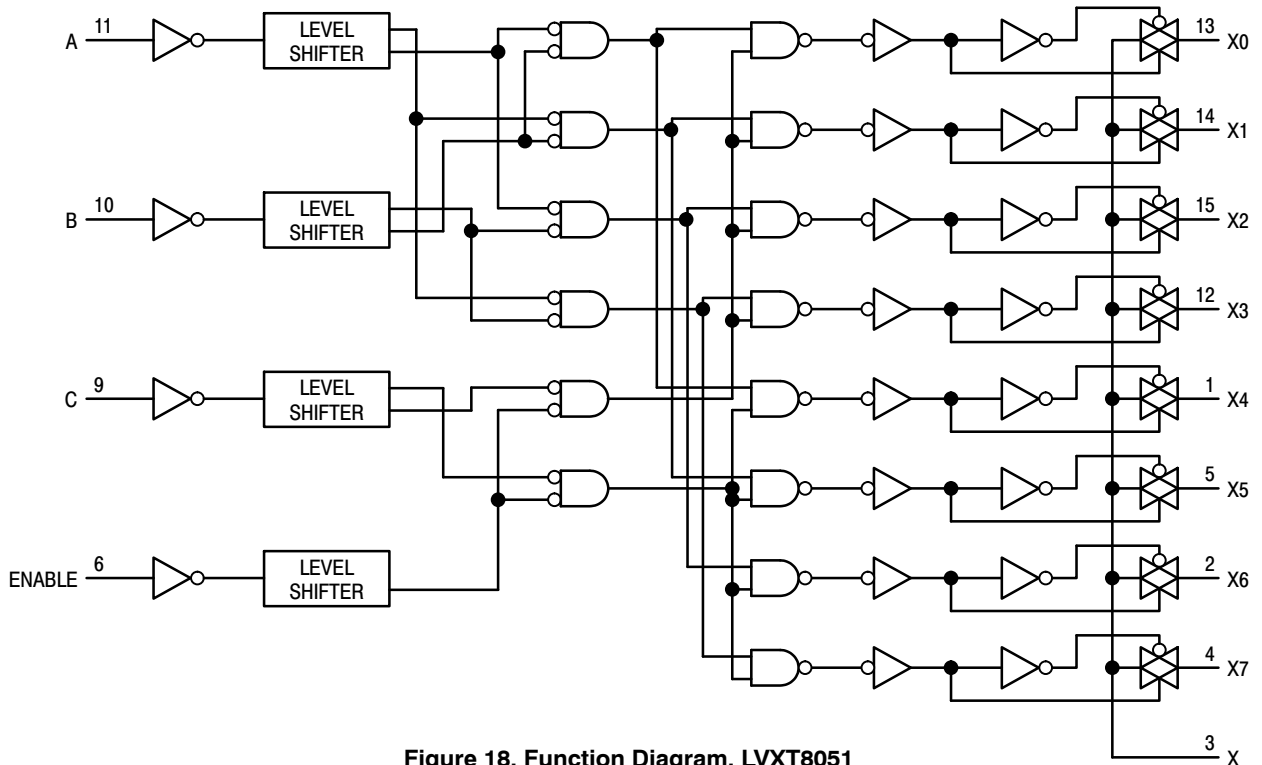 11
A
LEVEL
SHIFTER
13
X0
14
X1
10
B
LEVEL
SHIFTER
15
X2
12
X3
9
C
LEVEL
SHIFTER
1
X4
5
X5
6
ENABLE
LEVEL
SHIFTER
2
X6
4
X7
3
X
Figure 18. Function Diagram, LVXT8051